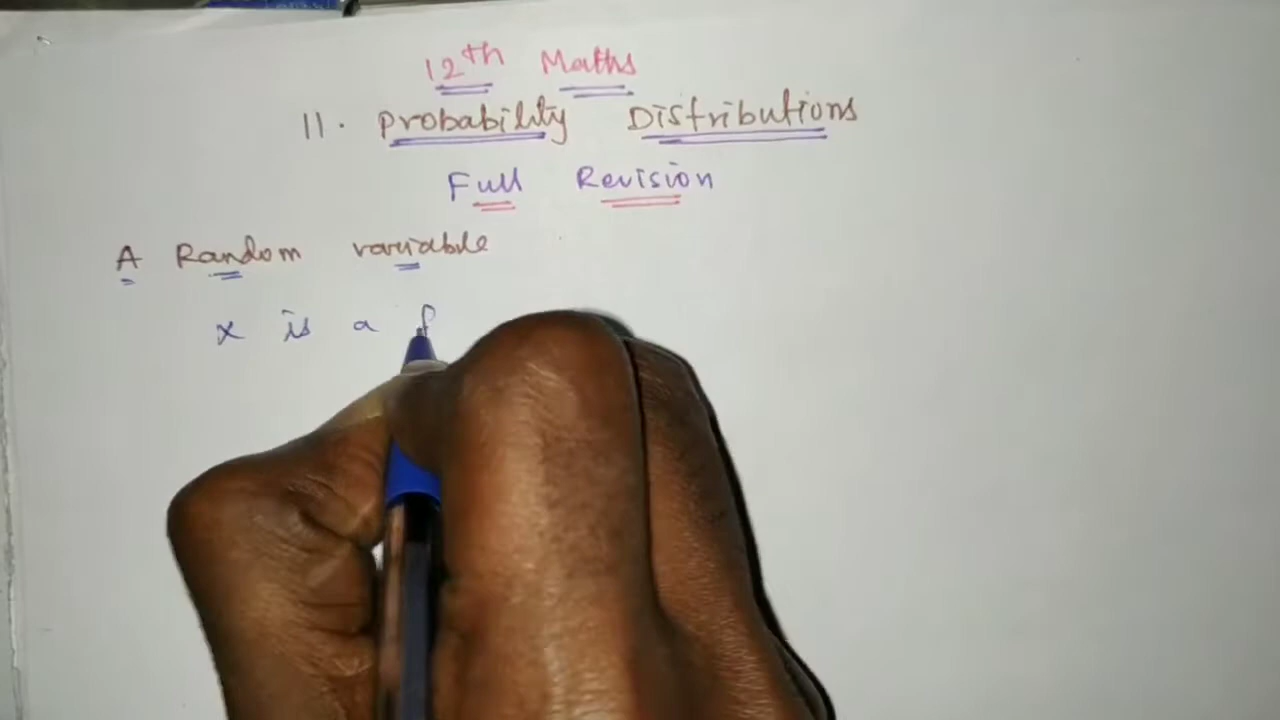 12th Maths
11. Probability Distributions
Full Revision
A Random variable
x is a f